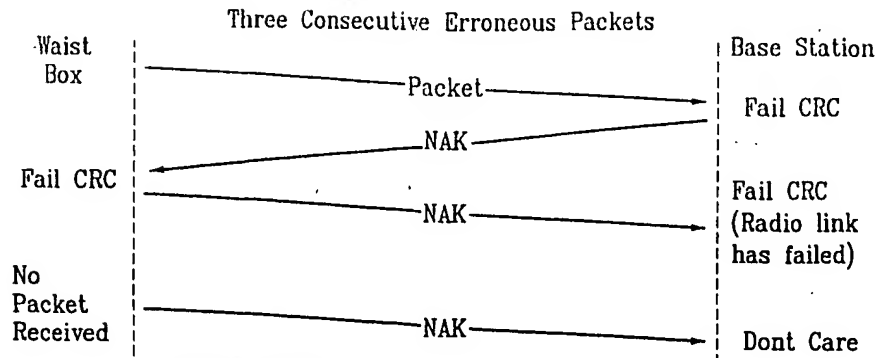 Three Consecutive Erroneous Packets
Waist
Box
Base Station
Packet
Fail CRC
NAK
Fail CRC
NAK
Fail CRC
(Radio link
has failed)
No
Packet
Received
NAK
Dont Care